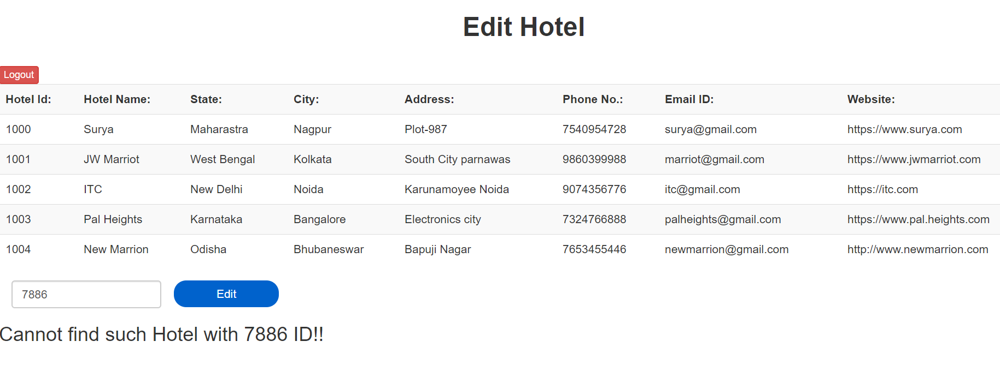 Edit Hotel
Logout
Hotel Id: Hotel Name: State: City: Address: Phone No.: Email ID: Website:
1000 Surya Maharastra Nagpur Plot-987 7540954728 surya@gmail.com https://www.surya.com
1001 JW Marriot West Bengal Kolkata South City parnawas 9860399988 marriot@gmail.com https://www.jwmarriot.com
1002 ITC New Delhi Noida Karunamoyee Noida 9074356776 itc@gmail.com https://itc.com
1003 Pal Heights Karnataka Bangalore Electronics city 7324766888 palheights@gmail.com https://www.pal.heights.com
1004 New Marrion Odisha Bhubaneswar Bapuji Nagar 7653455446 newmarrion@gmail.com http://www.newmarrion.com
7886 Edit
Cannot find such Hotel with 7886 ID!!